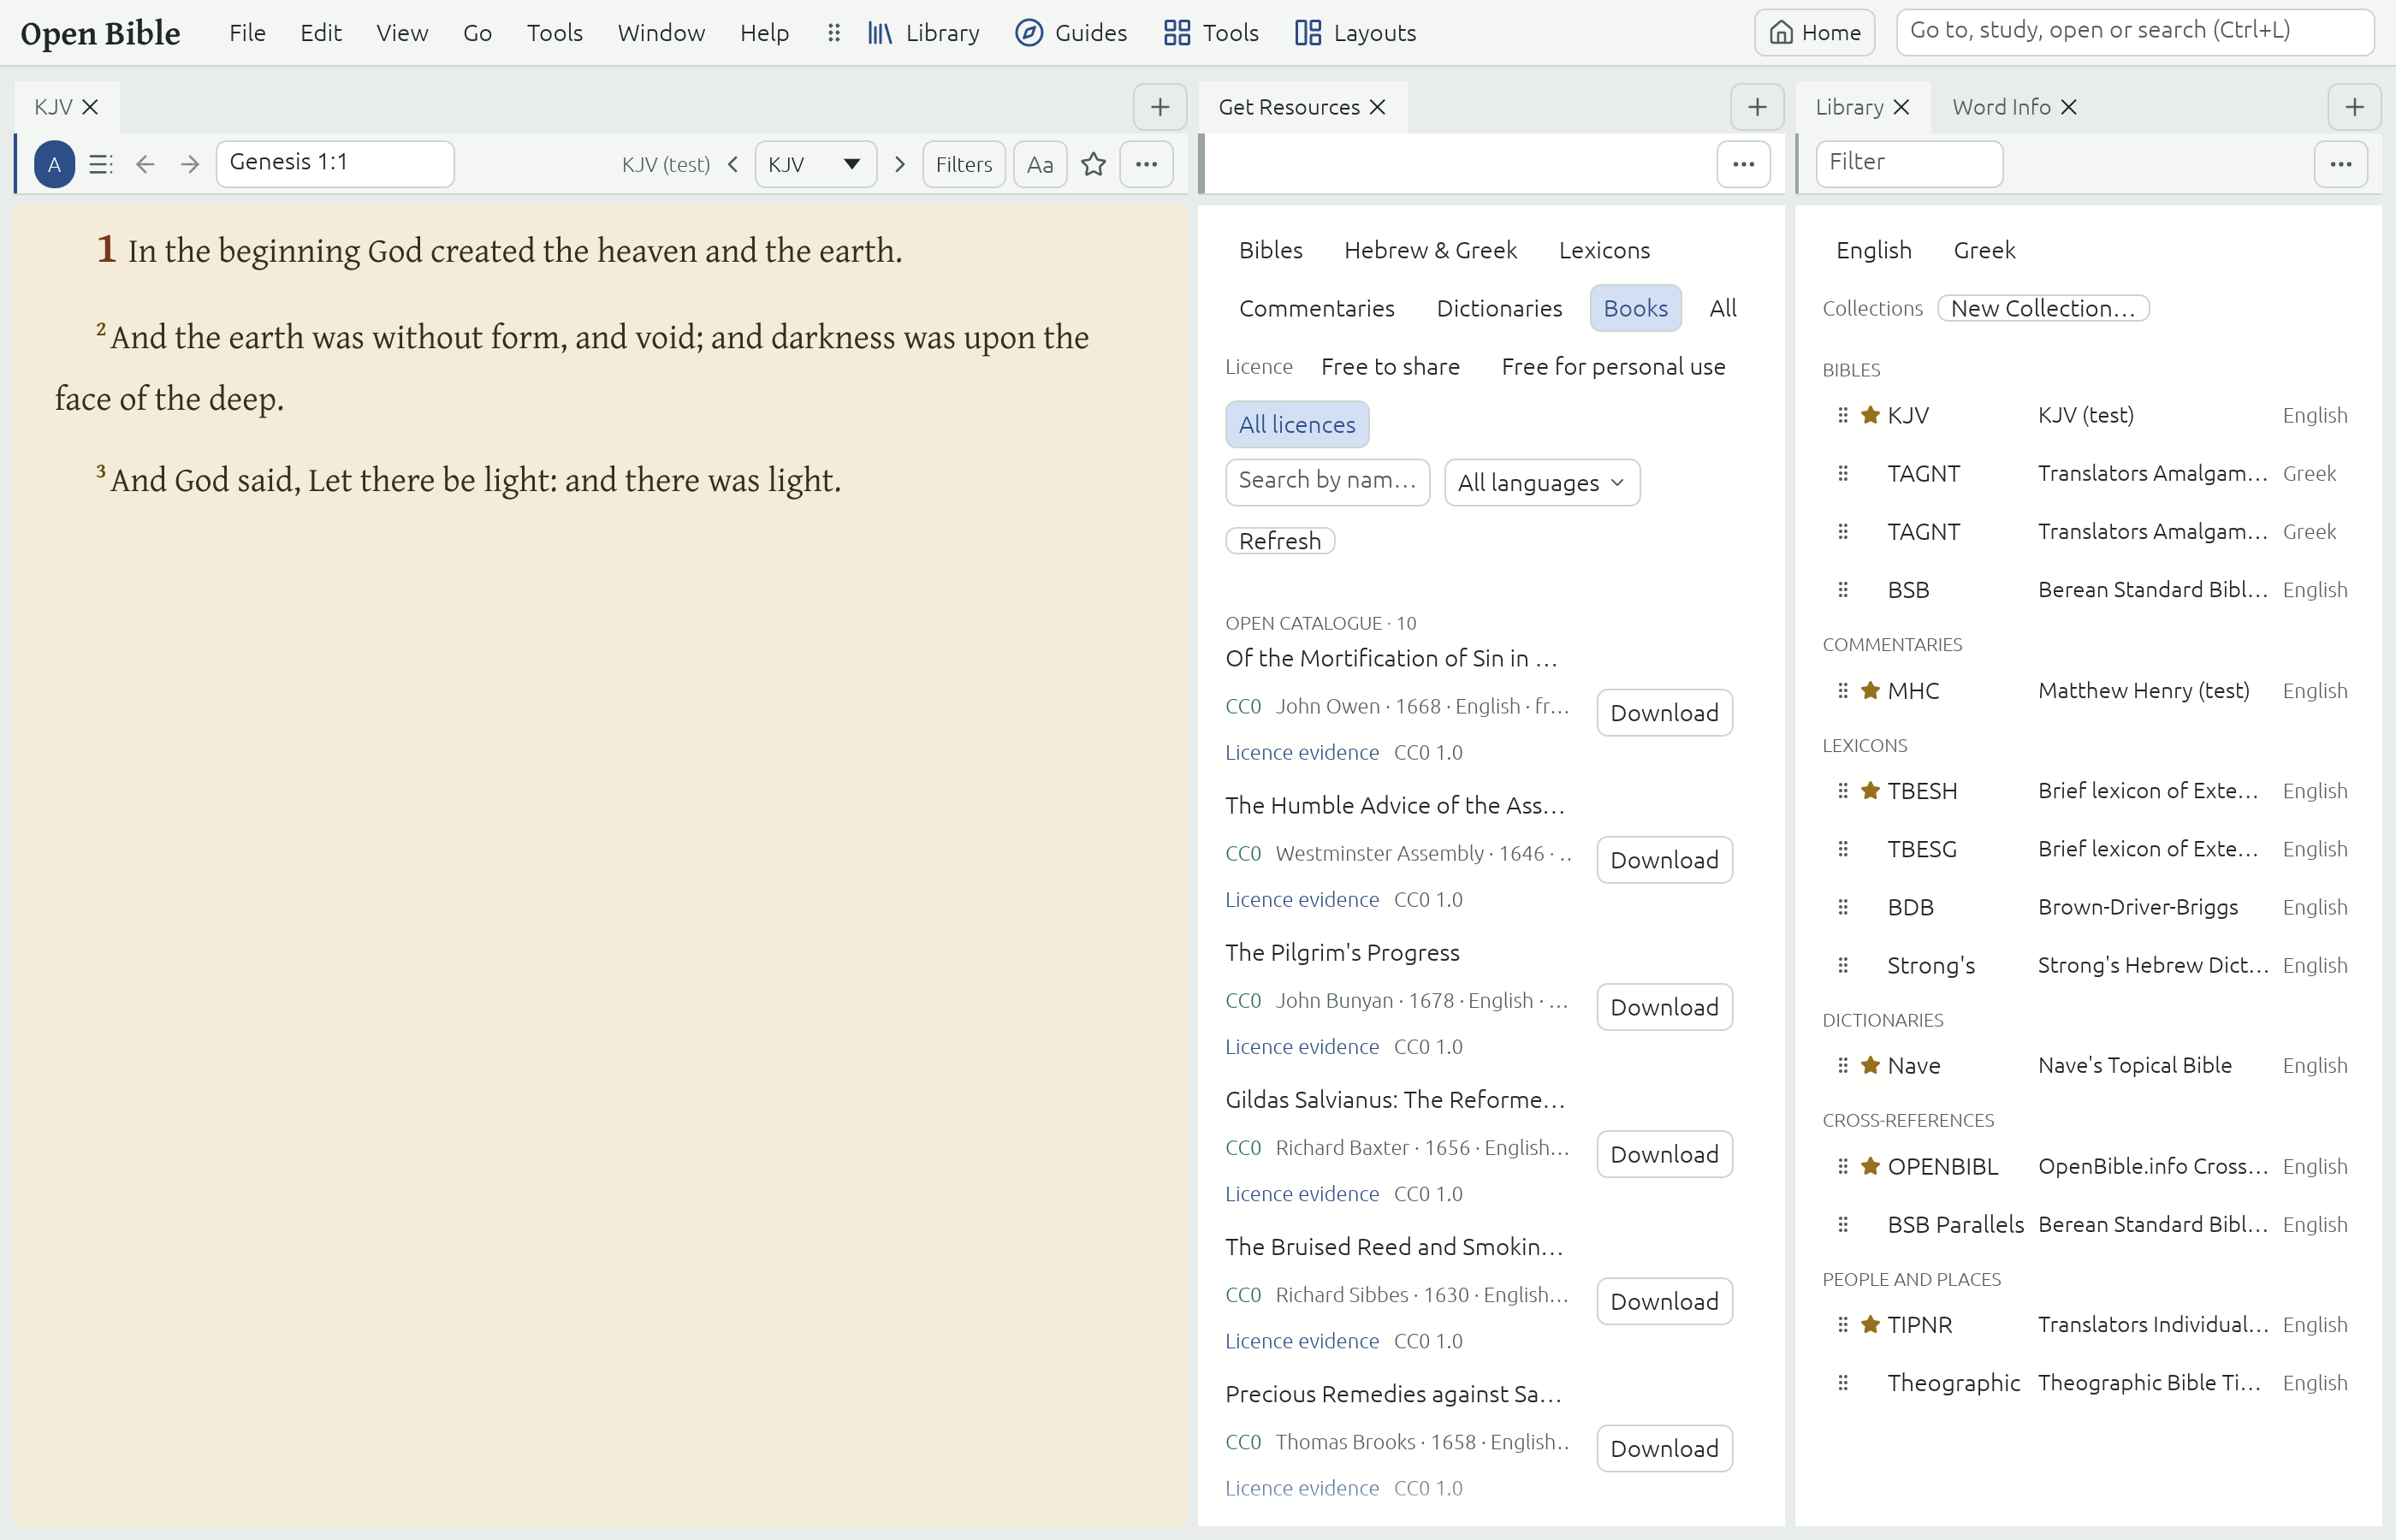 Open Bible File Edit View Go Tools Window Help Library Guides Tools Layouts Home Go to, study, open or search (Ctrl+L)
KJV
A Genesis 1:1 KJV (test) KJV Filters Aa
1 In the beginning God created the heaven and the earth.
2 And the earth was without form, and void; and darkness was upon the
face of the deep.
3 And God said, Let there be light: and there was light.
Get Resources
Bibles Hebrew & Greek Lexicons
Commentaries Dictionaries Books All
Licence Free to share Free for personal use
All licences
Search by nam… All languages
Refresh
OPEN CATALOGUE · 10
Of the Mortification of Sin in …
CC0 John Owen · 1668 · English · fr… Download
Licence evidence CC0 1.0
The Humble Advice of the Ass…
CC0 Westminster Assembly · 1646 · .. Download
Licence evidence CC0 1.0
The Pilgrim's Progress
CC0 John Bunyan · 1678 · English · … Download
Licence evidence CC0 1.0
Gildas Salvianus: The Reforme…
CC0 Richard Baxter · 1656 · English… Download
Licence evidence CC0 1.0
The Bruised Reed and Smokin…
CC0 Richard Sibbes · 1630 · English… Download
Licence evidence CC0 1.0
Precious Remedies against Sa…
CC0 Thomas Brooks · 1658 · English.. Download
Licence evidence CC0 1.0
Library Word Info
Filter
English Greek
Collections New Collection…
BIBLES
KJV KJV (test) English
TAGNT Translators Amalgam… Greek
TAGNT Translators Amalgam… Greek
BSB Berean Standard Bibl… English
COMMENTARIES
MHC Matthew Henry (test) English
LEXICONS
TBESH Brief lexicon of Exte… English
TBESG Brief lexicon of Exte… English
BDB Brown-Driver-Briggs English
Strong's Strong's Hebrew Dict… English
DICTIONARIES
Nave Nave's Topical Bible English
CROSS-REFERENCES
OPENBIBL OpenBible.info Cross… English
BSB Parallels Berean Standard Bibl… English
PEOPLE AND PLACES
TIPNR Translators Individual… English
Theographic Theographic Bible Ti… English